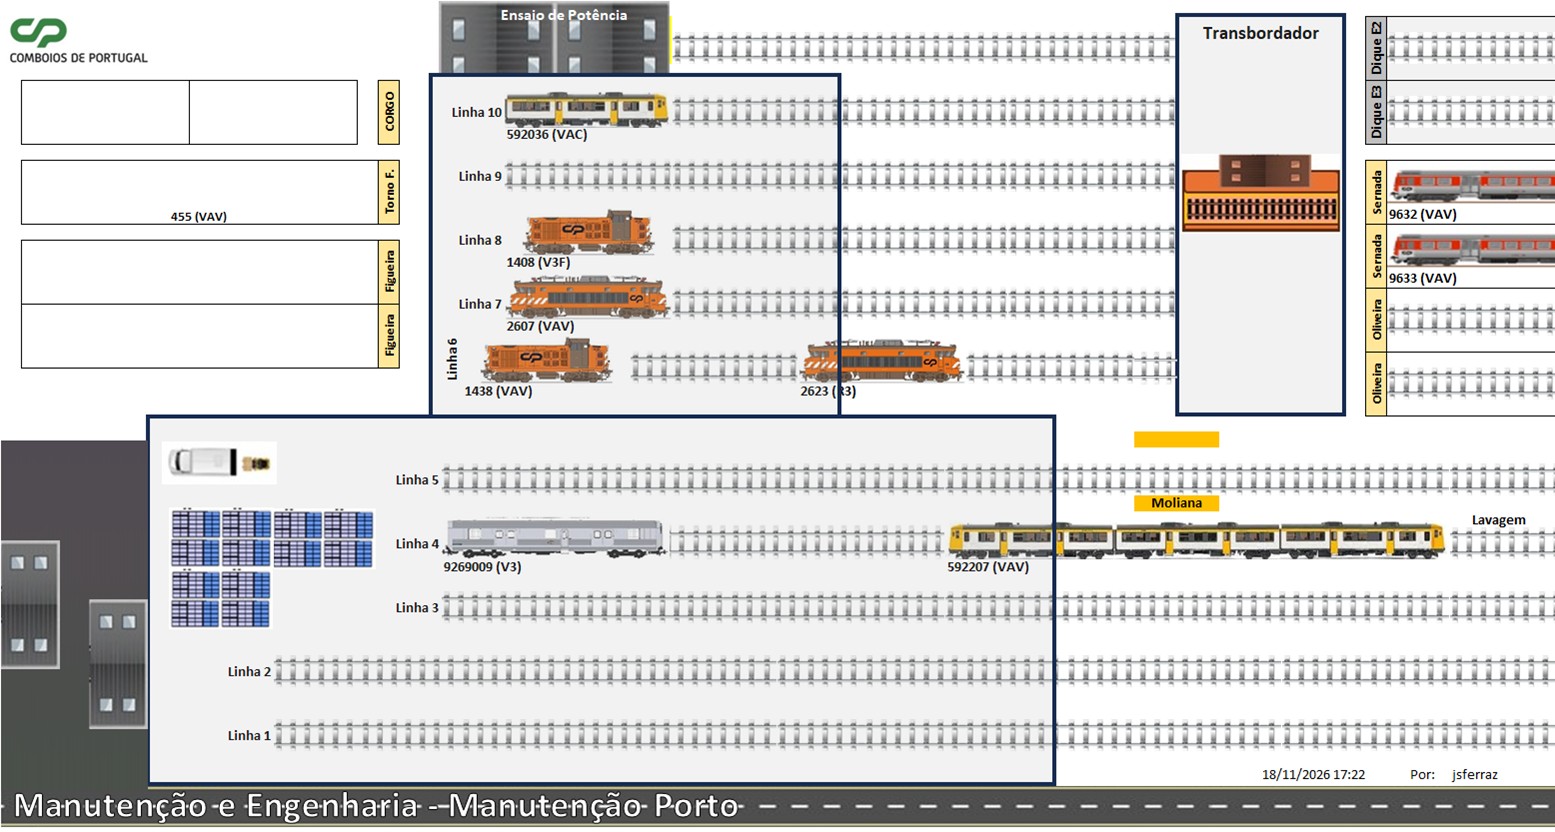 CP
COMBOIOS DE PORTUGAL
Ensaio de Potência
Transbordador
Dique E2
Dique E3
CORGO
Linha 10
592036 (VAC)
Torno F.
455 (VAV)
Linha 9
Sernada
9632 (VAV)
Linha 8
1408 (V3F)
Sernada
9633 (VAV)
Figueira
Linha 7
2607 (VAV)
Oliveira
Figueira
Linha 6
1438 (VAV)
2623 (R3)
Oliveira
Linha 5
Moliana
Linha 4
9269009 (V3)
592207 (VAV)
Lavagem
Linha 3
Linha 2
Linha 1
18/11/2026 17:22 Por: jsferraz
Manutenção e Engenharia - Manutenção Porto